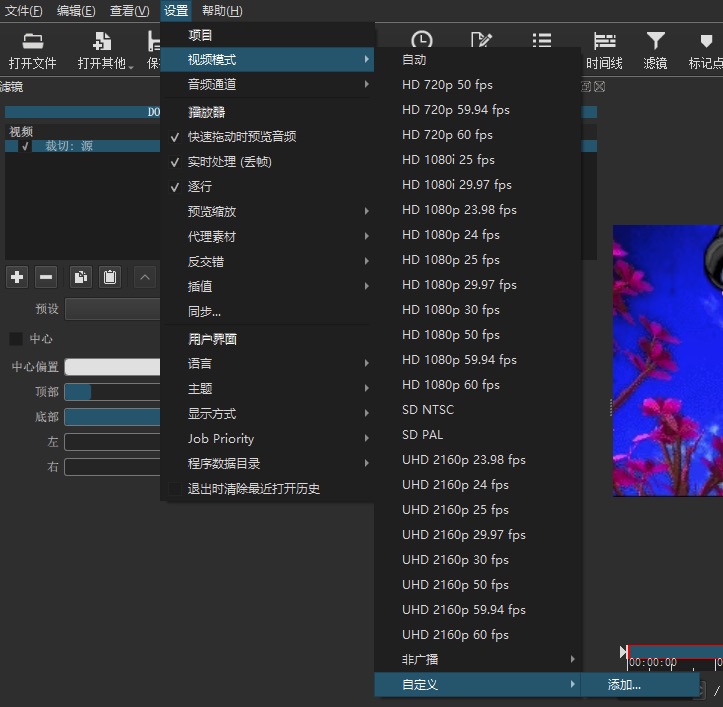 文件(F) 编辑(E) 查看(V) 设置 帮助(H)
打开文件 打开其他 时间线 滤镜 标记点
滤镜
视频
✓ 裁切: 源
预设
中心
中心偏置
顶部
底部
左
右
项目
视频模式
音频通道
播放器
✓ 快速拖动时预览音频
✓ 实时处理 (丢帧)
✓ 逐行
预览缩放
代理素材
反交错
插值
同步...
用户界面
语言
主题
显示方式
Job Priority
程序数据目录
退出时清除最近打开历史
自动
HD 720p 50 fps
HD 720p 59.94 fps
HD 720p 60 fps
HD 1080i 25 fps
HD 1080i 29.97 fps
HD 1080p 23.98 fps
HD 1080p 24 fps
HD 1080p 25 fps
HD 1080p 29.97 fps
HD 1080p 30 fps
HD 1080p 50 fps
HD 1080p 59.94 fps
HD 1080p 60 fps
SD NTSC
SD PAL
UHD 2160p 23.98 fps
UHD 2160p 24 fps
UHD 2160p 25 fps
UHD 2160p 29.97 fps
UHD 2160p 30 fps
UHD 2160p 50 fps
UHD 2160p 59.94 fps
UHD 2160p 60 fps
非广播
自定义
添加...
00:00:00
/